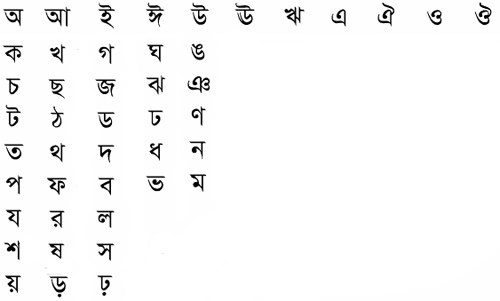 অ আ ই ঈ উ ঊ ঋ এ ঐ ও ঔ
ক খ গ ঘ ঙ
চ ছ জ ঝ ঞ
ট ঠ ড ঢ ণ
ত থ দ ধ ন
প ফ ব ভ ম
য র ল
শ ষ স
য় ড় ঢ়